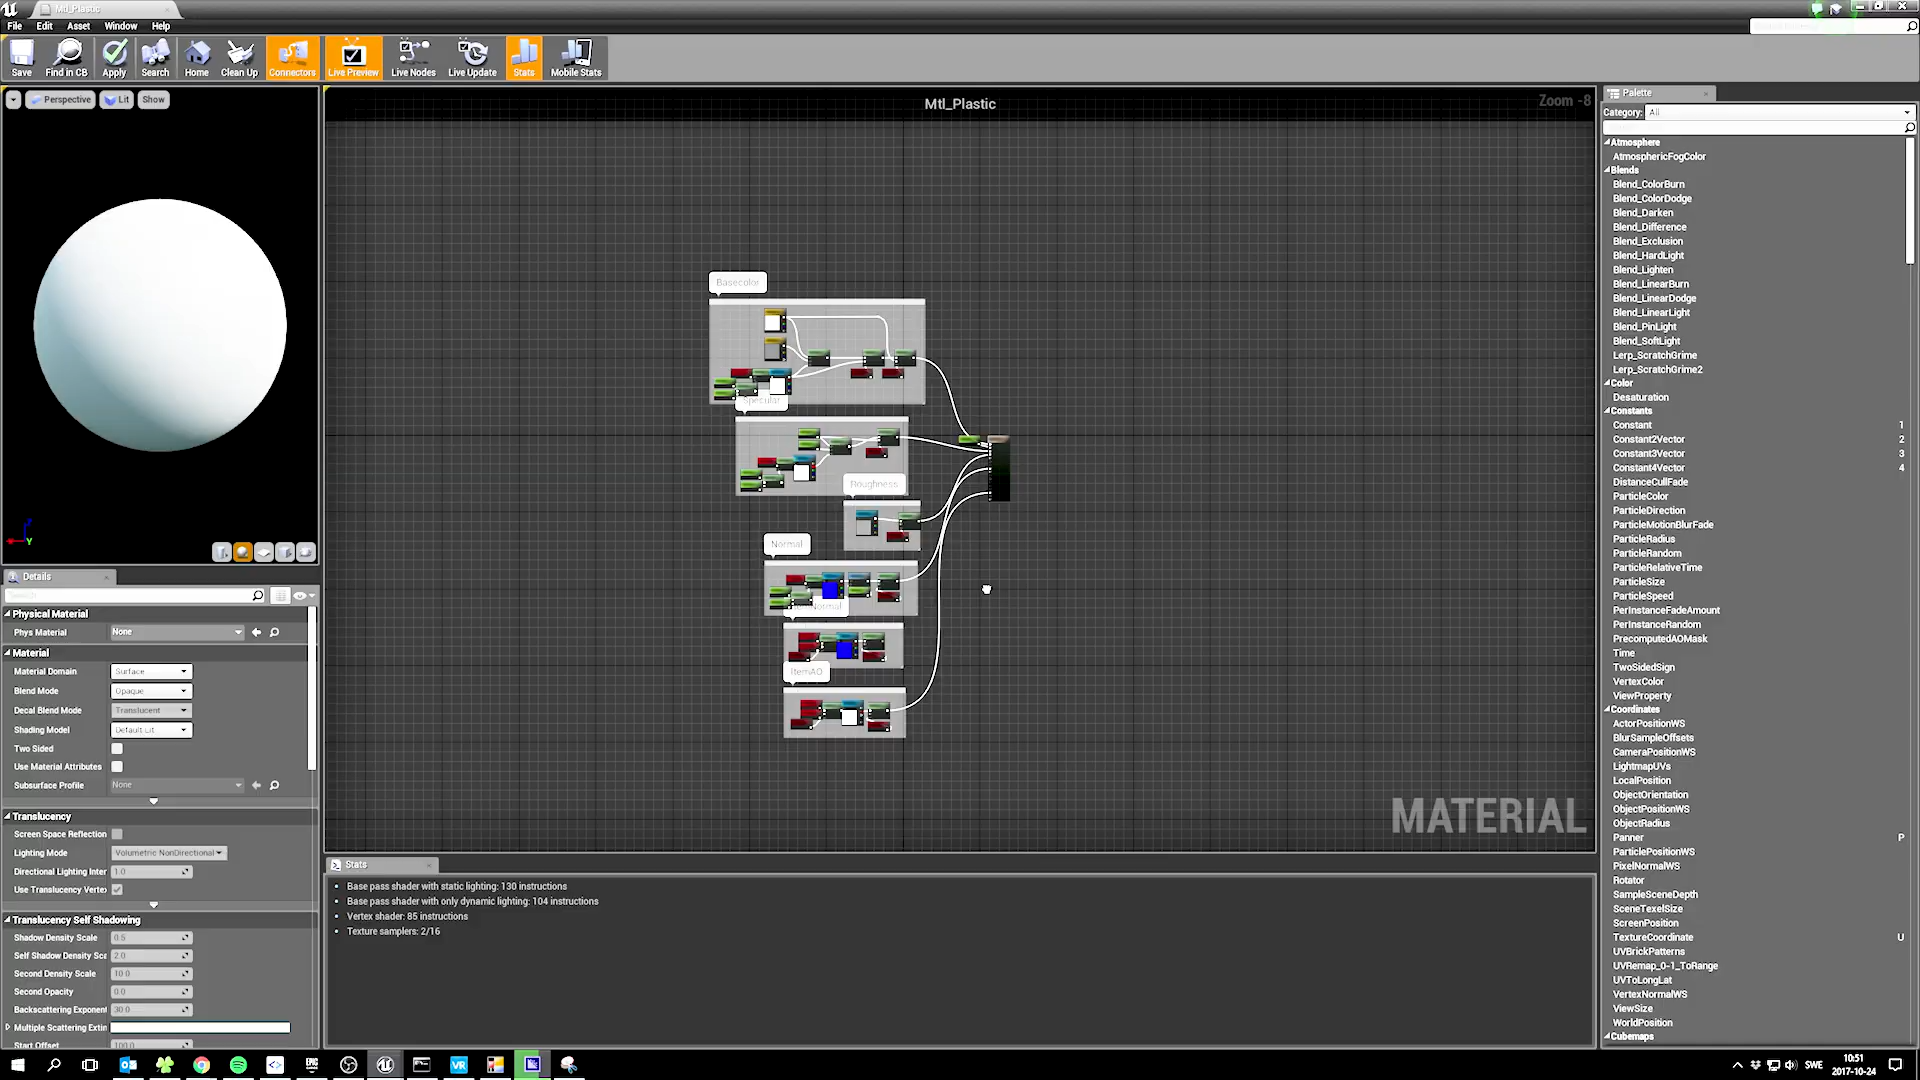 Mtl_Plastic
File Edit Asset Window Help
Save Find in CB Apply Search Home Clean Up Connectors Live Preview Live Nodes Live Update Stats Mobile Stats
Perspective Lit Show
Mtl_Plastic
Zoom -8
Basecolor
Specular
Roughness
Normal
ItemAO
MATERIAL
Y
Details
Search
Physical Material
Phys Material None
Material
Material Domain Surface
Blend Mode Opaque
Decal Blend Mode Translucent
Shading Model Default Lit
Two Sided
Use Material Attributes
Subsurface Profile None
Translucency
Screen Space Reflection
Lighting Mode Volumetric NonDirectional
Directional Lighting Inter 1.0
Use Translucency Vertex
Translucency Self Shadowing
Shadow Density Scale 0.5
Self Shadow Density Sca 2.0
Second Density Scale 10.0
Second Opacity 0.0
Backscattering Exponent 30.0
Multiple Scattering Extin
Start Offset 100.0
Stats
Base pass shader with static lighting: 130 instructions
Base pass shader with only dynamic lighting: 104 instructions
Vertex shader: 85 instructions
Texture samplers: 2/16
Palette
Category: All
Atmosphere
AtmosphericFogColor
Blends
Blend_ColorBurn
Blend_ColorDodge
Blend_Darken
Blend_Difference
Blend_Exclusion
Blend_HardLight
Blend_Lighten
Blend_LinearBurn
Blend_LinearDodge
Blend_LinearLight
Blend_PinLight
Blend_SoftLight
Lerp_ScratchGrime
Lerp_ScratchGrime2
Color
Desaturation
Constants
Constant 1
Constant2Vector 2
Constant3Vector 3
Constant4Vector 4
DistanceCullFade
ParticleColor
ParticleDirection
ParticleMotionBlurFade
ParticleRadius
ParticleRandom
ParticleRelativeTime
ParticleSize
ParticleSpeed
PerInstanceFadeAmount
PerInstanceRandom
PrecomputedAOMask
Time
TwoSidedSign
VertexColor
ViewProperty
Coordinates
ActorPositionWS
BlurSampleOffsets
CameraPositionWS
LightmapUVs
LocalPosition
ObjectOrientation
ObjectPositionWS
ObjectRadius
Panner P
ParticlePositionWS
PixelNormalWS
Rotator
SampleSceneDepth
SceneTexelSize
ScreenPosition
TextureCoordinate U
UVBrickPatterns
UVRemap_0-1_ToRange
UVToLongLat
VertexNormalWS
ViewSize
WorldPosition
Cubemaps
SWE
10:51
2017-10-24